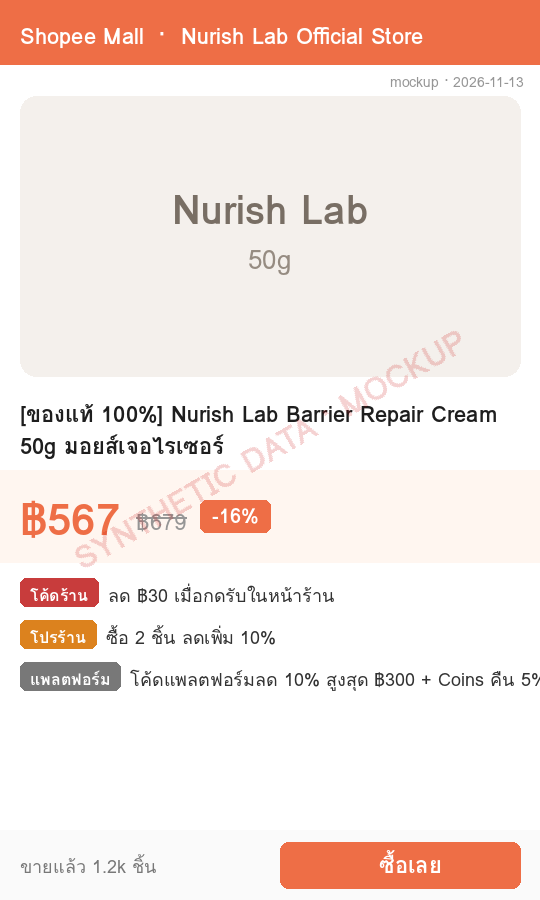 Shopee Mall · Nurish Lab Official Store
mockup · 2026-11-13
Nurish Lab
50g
[ของแท้ 100%] Nurish Lab Barrier Repair Cream
50g มอยส์เจอไรเซอร์
SYNTHETIC DATA MOCKUP
฿567 ฿679 -16%
โค้ดร้าน ลด ฿30 เมื่อกดรับในหน้าร้าน
โปรร้าน ซื้อ 2 ชิ้น ลดเพิ่ม 10%
แพลตฟอร์ม โค้ดแพลตฟอร์มลด 10% สูงสุด ฿300 + Coins คืน 5%
ขายแล้ว 1.2k ชิ้น ซื้อเลย